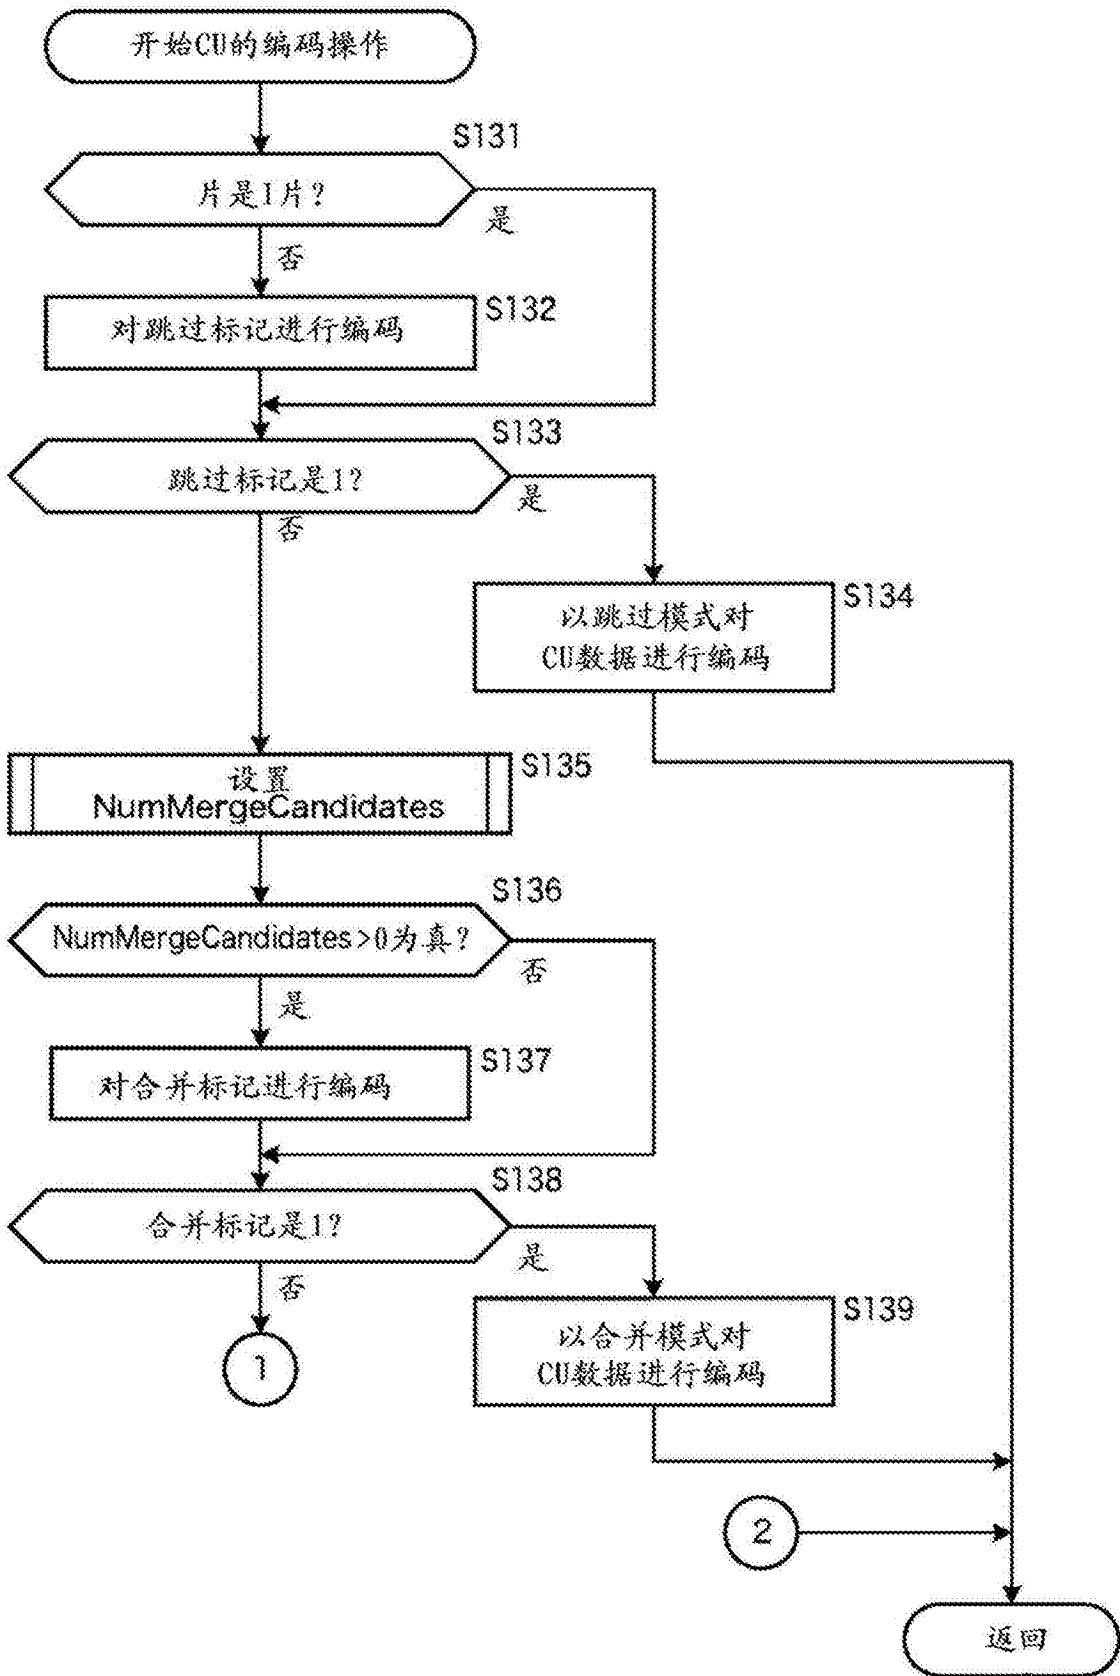 开始CU的编码操作
S131
片是I片？
是
否
S132
对跳过标记进行编码
S133
跳过标记是1？
是
否
S134
以跳过模式对
CU数据进行编码
S135
设置
NumMergeCandidates
S136
NumMergeCandidates>0为真？
否
是
S137
对合并标记进行编码
S138
合并标记是1？
是
否
S139
以合并模式对
CU数据进行编码
1
2
返回